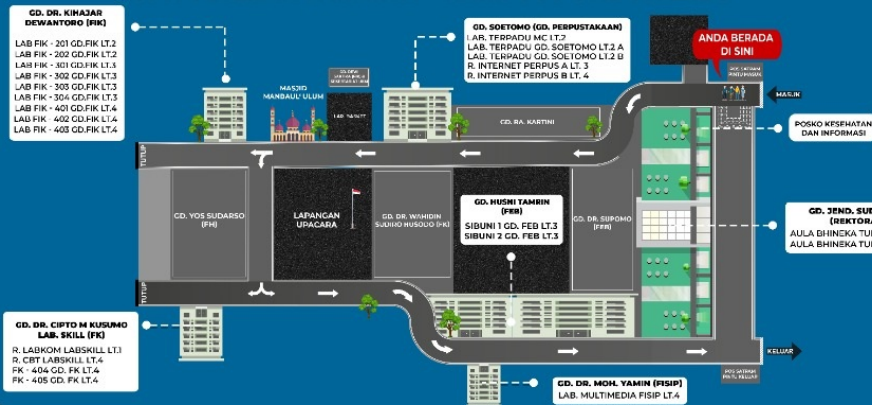 GD. DR. KIHAJAR
DEWANTORO (FIK)
LAB FIK - 201 GD.FIK LT.2
LAB FIK - 202 GD.FIK LT.2
LAB FIK - 301 GD.FIK LT.3
LAB FIK - 302 GD.FIK LT.3
LAB FIK - 303 GD.FIK LT.3
LAB FIK - 304 GD.FIK LT.3
LAB FIK - 401 GD.FIK LT.4
LAB FIK - 402 GD.FIK LT.4
LAB FIK - 403 GD.FIK LT.4
MASJID
MANBAUL 'ULUM
GD. SOETOMO (GD. PERPUSTAKAAN)
LAB. TERPADU MC LT.2
LAB. TERPADU GD. SOETOMO LT.2 A
LAB. TERPADU GD. SOETOMO LT.2 B
R. INTERNET PERPUS A LT. 3
R. INTERNET PERPUS B LT. 4
ANDA BERADA
DI SINI
POS SATPAM
PINTU MASUK
MASUK
GD. RA. KARTINI
POSKO KESEHATAN
DAN INFORMASI
TUTUP
GD. YOS SUDARSO
(FH)
LAPANGAN
UPACARA
GD. DR. WAHIDIN
SUDIRO HUSODO (FK)
GD. HUSNI TAMRIN
(FEB)
SIBUNI 1 GD. FEB LT.3
SIBUNI 2 GD. FEB LT.3
GD. DR. SUPOMO
(FEB)
GD. JEND. SUD
(REKTORA
AULA BHINEKA TU
AULA BHINEKA TU
TUTUP
GD. DR. CIPTO M KUSUMO
LAB. SKILL (FK)
R. LABKOM LABSKILL LT.1
R. CBT LABSKILL LT.4
FK - 404 GD. FK LT.4
FK - 405 GD. FK LT.4
KELUAR
POS SATPAM
PINTU KELUAR
GD. DR. MOH. YAMIN (FISIP)
LAB. MULTIMEDIA FISIP LT.4